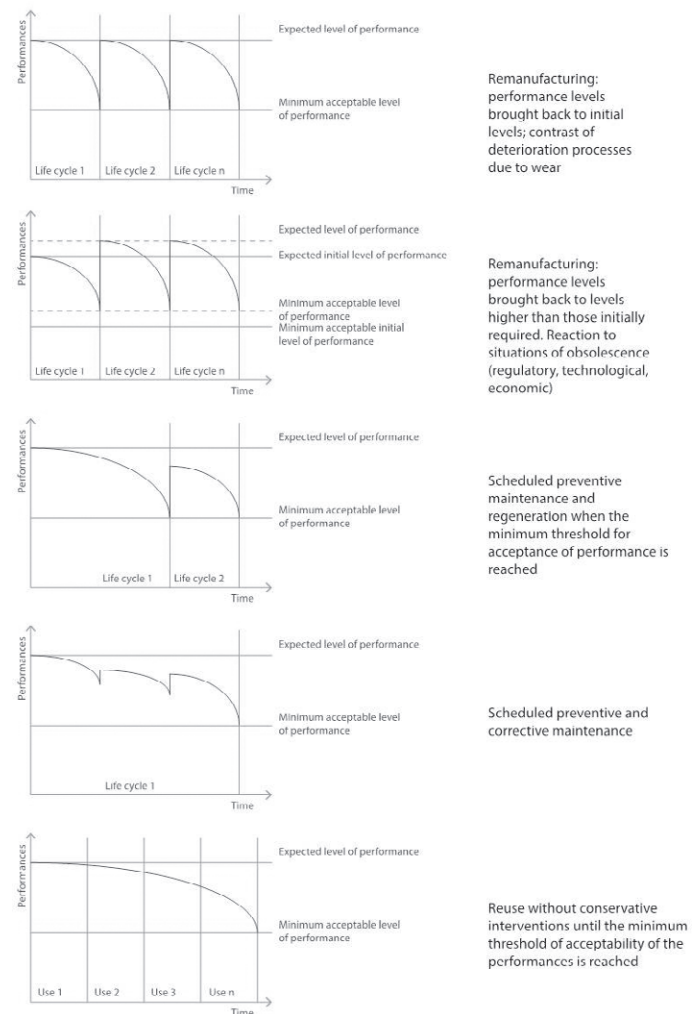 Performances
Expected level of performance
Minimum acceptable level
of performance
Life cycle 1
Life cycle 2
Life cycle n
Time
Remanufacturing:
performance levels
brought back to initial
levels; contrast of
deterioration processes
due to wear
Performances
Expected level of performance
Expected initial level of performance
Minimum acceptable level
of performance
Minimum acceptable initial
level of performance
Life cycle 1
Life cycle 2
Life cycle n
Time
Remanufacturing:
performance levels
brought back to levels
higher than those initially
required. Reaction to
situations of obsolescence
(regulatory, technological,
economic)
Performances
Expected level of performance
Minimum acceptable level
of performance
Life cycle 1
Life cycle 2
Time
Scheduled preventive
maintenance and
regeneration when the
minimum threshold for
acceptance of performance is
reached
Performances
Expected level of performance
Minimum acceptable level
of performance
Life cycle 1
Time
Scheduled preventive and
corrective maintenance
Performances
Expected level of performance
Minimum acceptable level
of performance
Use 1
Use 2
Use 3
Use n
Time
Reuse without conservative
interventions until the minimum
threshold of acceptability of the
performances is reached